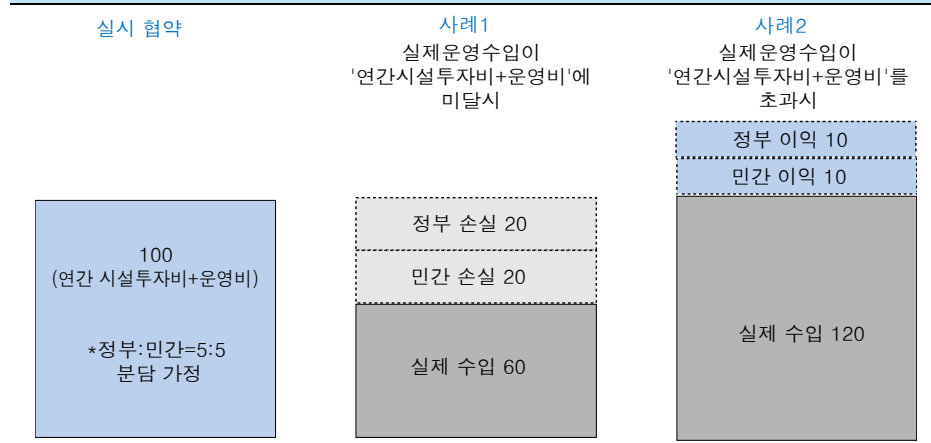 실시 협약
100
(연간 시설투자비+운영비)
*정부:민간=5:5
분담 가정
사례1
실제운영수입이
'연간시설투자비+운영비'에
미달시
정부 손실 20
민간 손실 20
실제 수입 60
사례2
실제운영수입이
'연간시설투자비+운영비'를
초과시
정부 이익 10
민간 이익 10
실제 수입 120